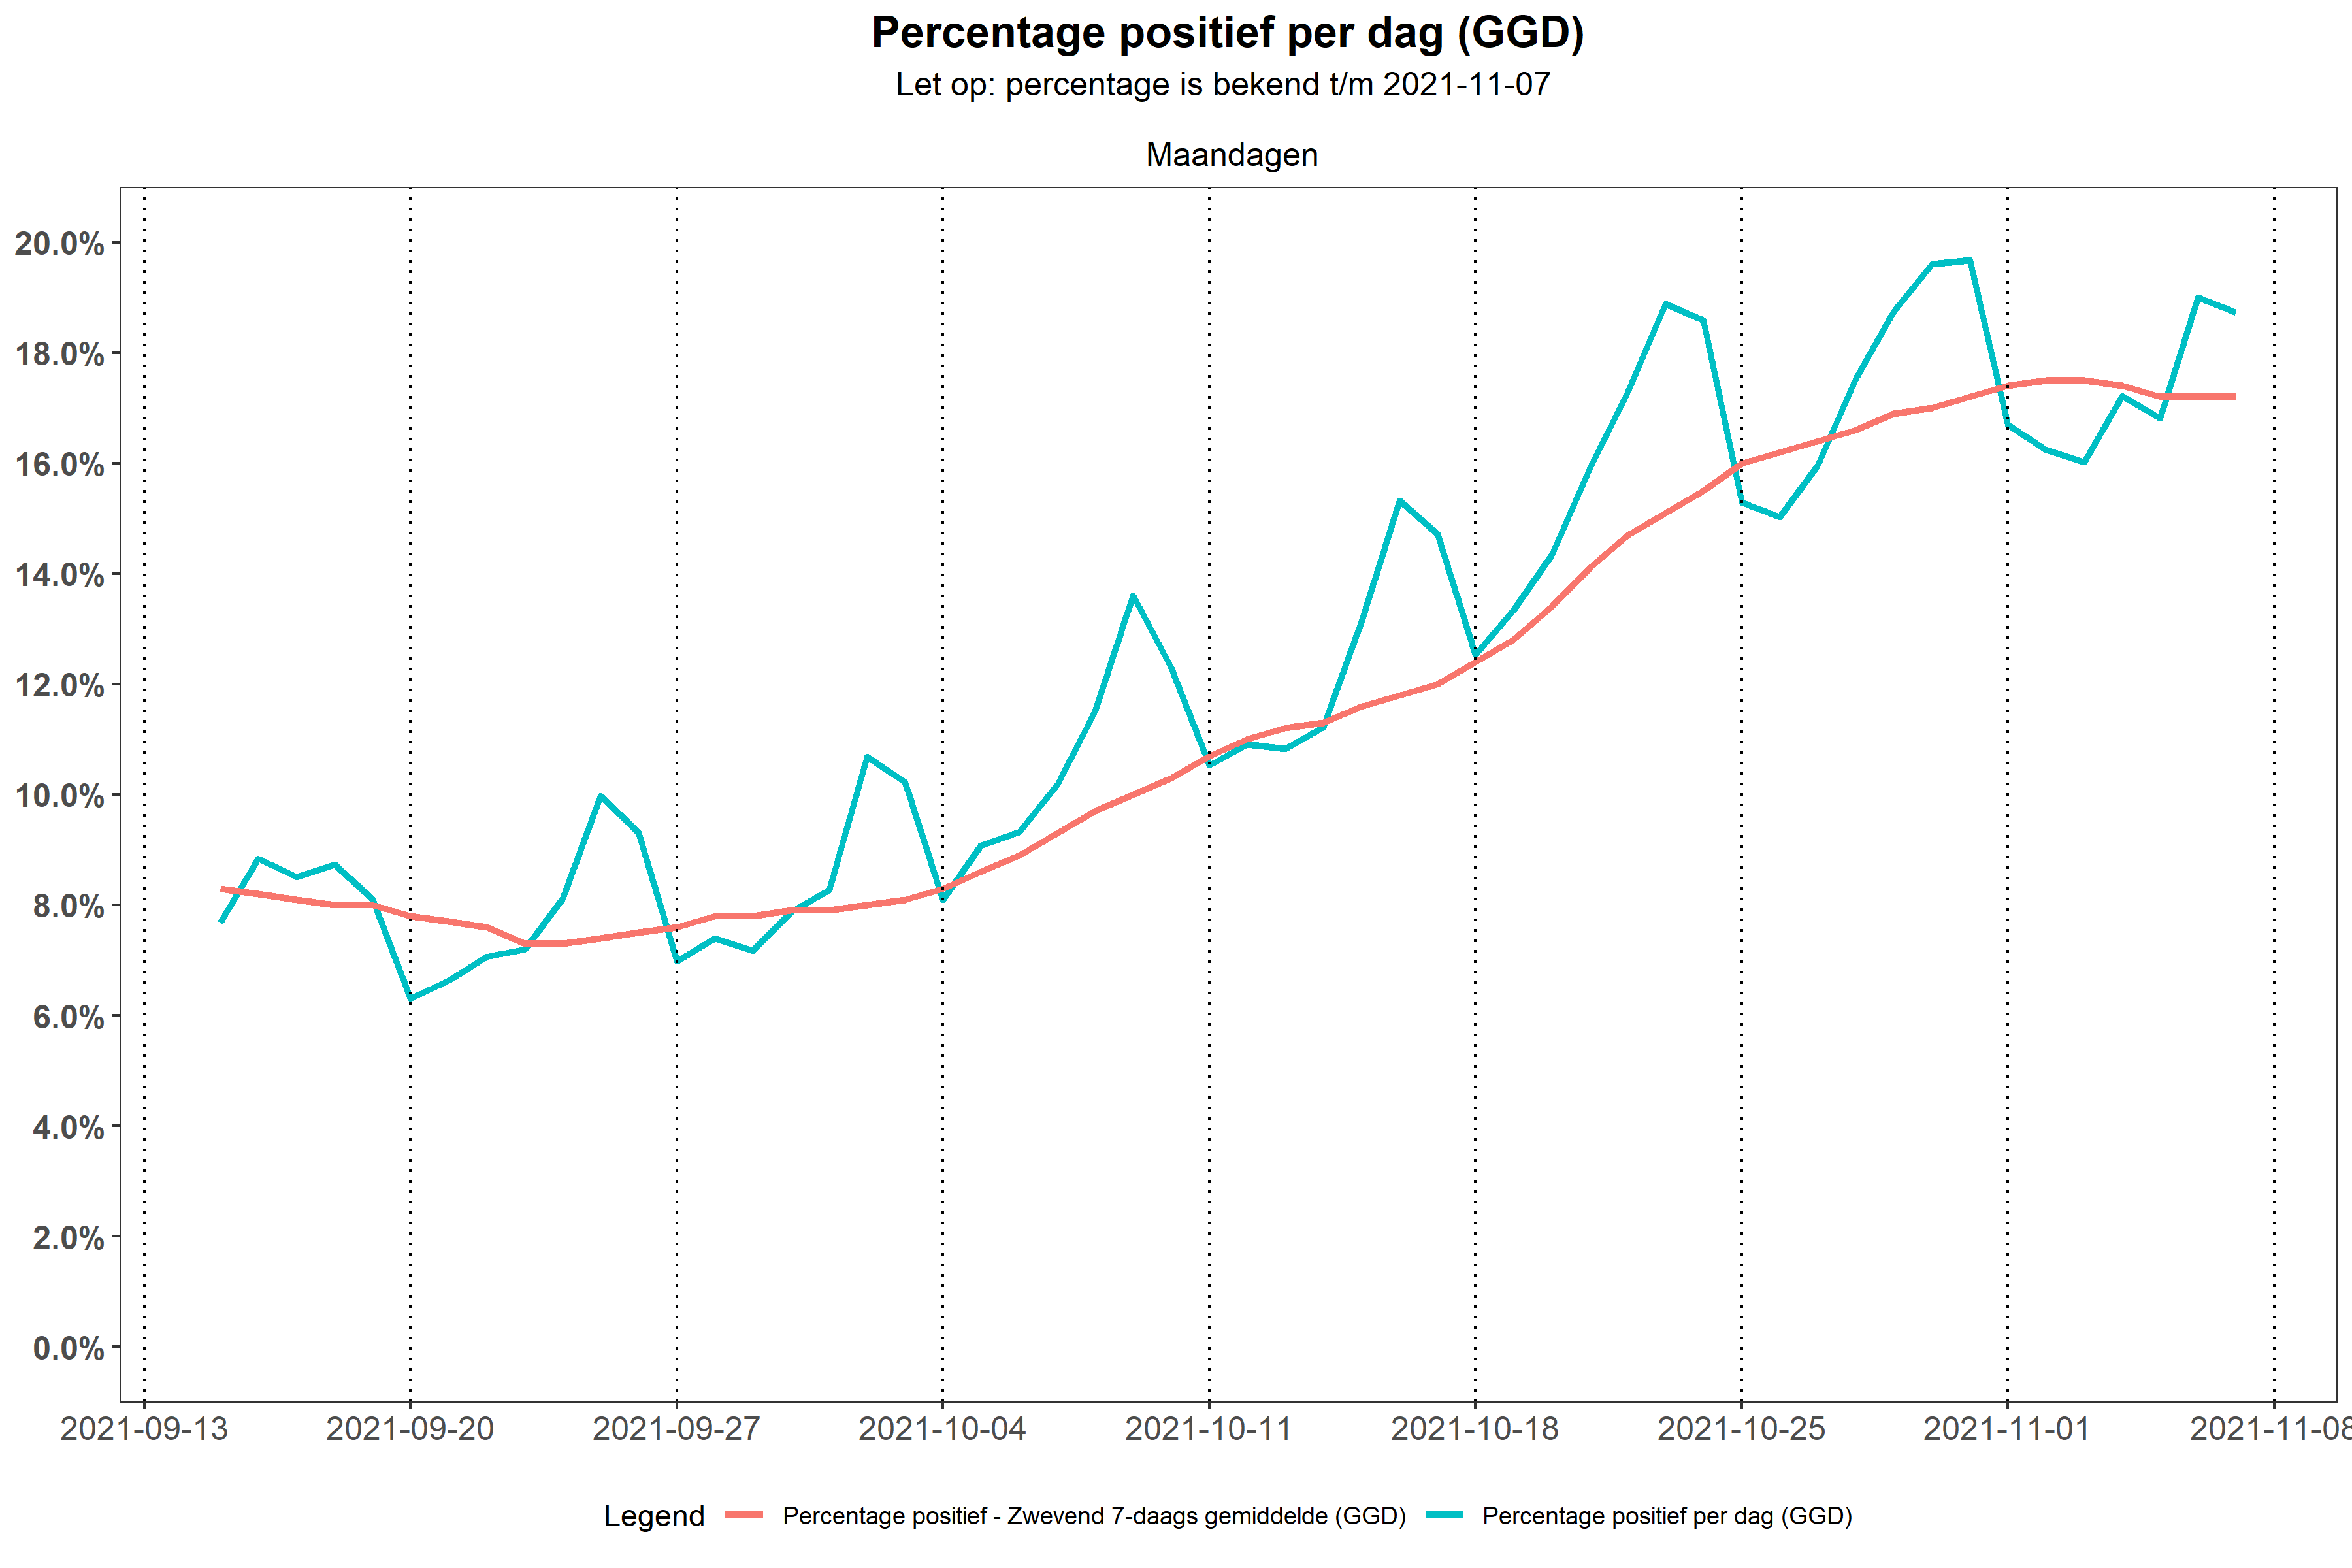 Percentage positief per dag (GGD)
Let op: percentage is bekend t/m 2021-11-07
Maandagen
20.0%
18.0%
16.0%
14.0%
12.0%
10.0%
8.0%
6.0%
4.0%
2.0%
0.0%
2021-09-13 2021-09-20 2021-09-27 2021-10-04 2021-10-11 2021-10-18 2021-10-25 2021-11-01 2021-11-08
Legend Percentage positief - Zwevend 7-daags gemiddelde (GGD) Percentage positief per dag (GGD)